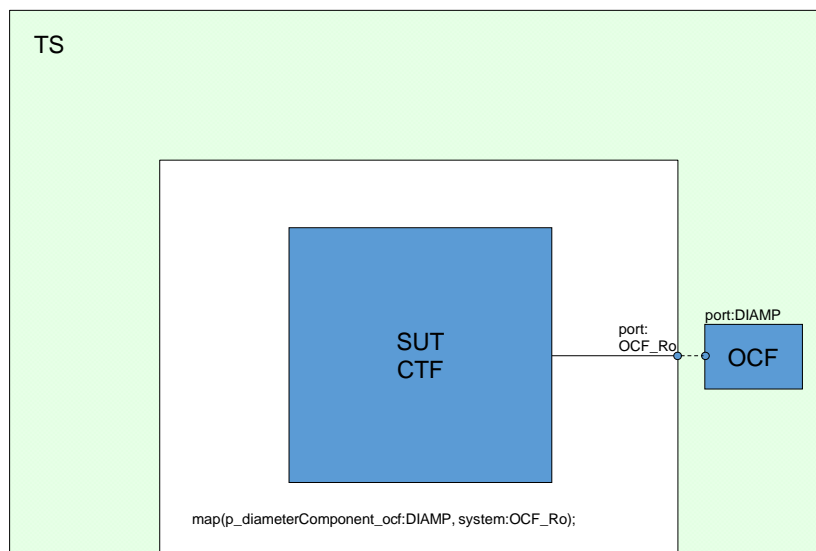 TS
port:DIAMP
port:
OCF_Ro
SUT
CTF
OCF
map(p_diameterComponent_ocf:DIAMP, system:OCF_Ro);